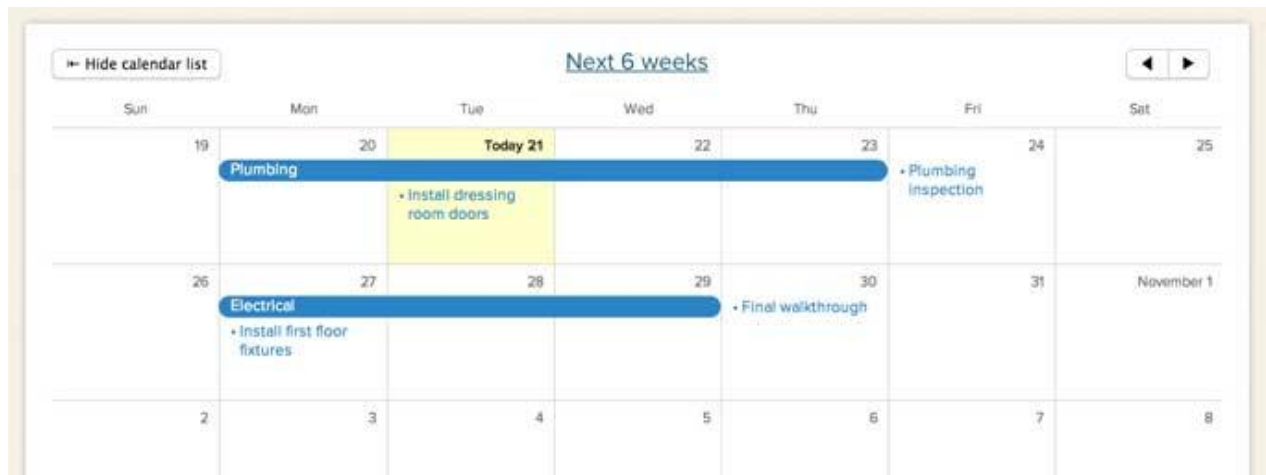 Hide calendar list
Next 6 weeks
Sun Mon Tue Wed Thu Fri Sat
19 20 Today 21 22 23 24 25
Plumbing
• Install dressing
room doors
• Plumbing
inspection
26 27 28 29 30 31 November 1
Electrical
• Install first floor
fixtures
• Final walkthrough
2 3 4 5 6 7 8